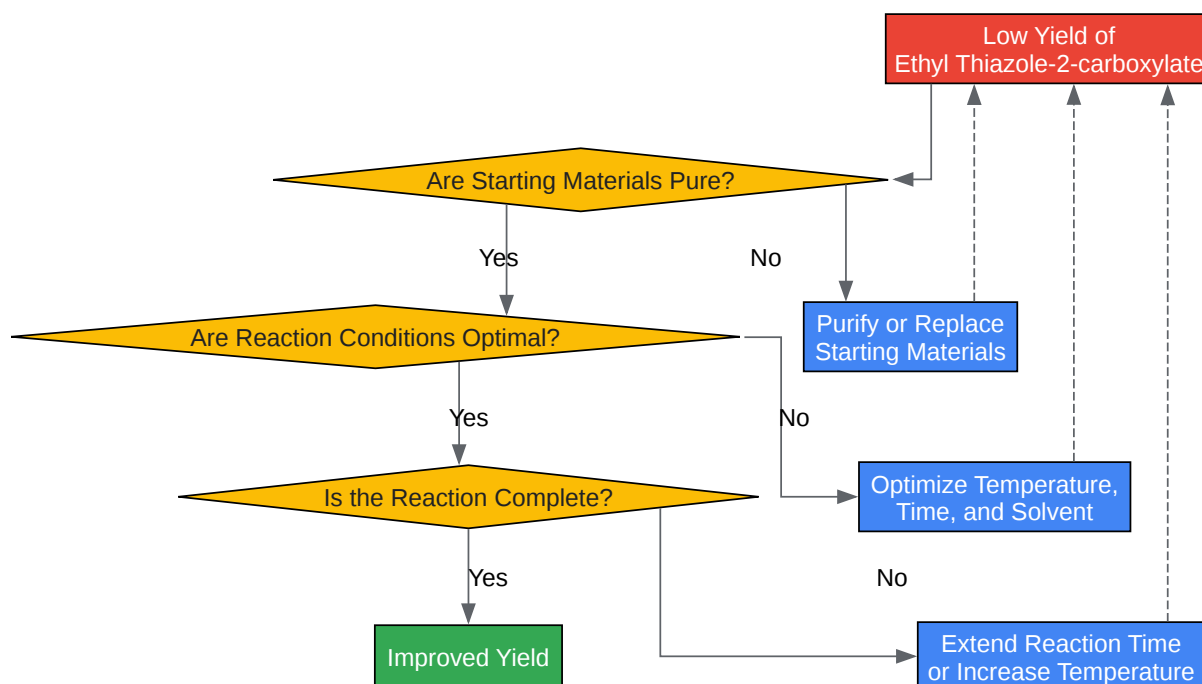 Low Yield of
Ethyl Thiazole-2-carboxylate
Are Starting Materials Pure?
Yes
No
Purify or Replace
Starting Materials
Are Reaction Conditions Optimal?
Yes
No
Optimize Temperature,
Time, and Solvent
Is the Reaction Complete?
Yes
No
Improved Yield
Extend Reaction Time
or Increase Temperature